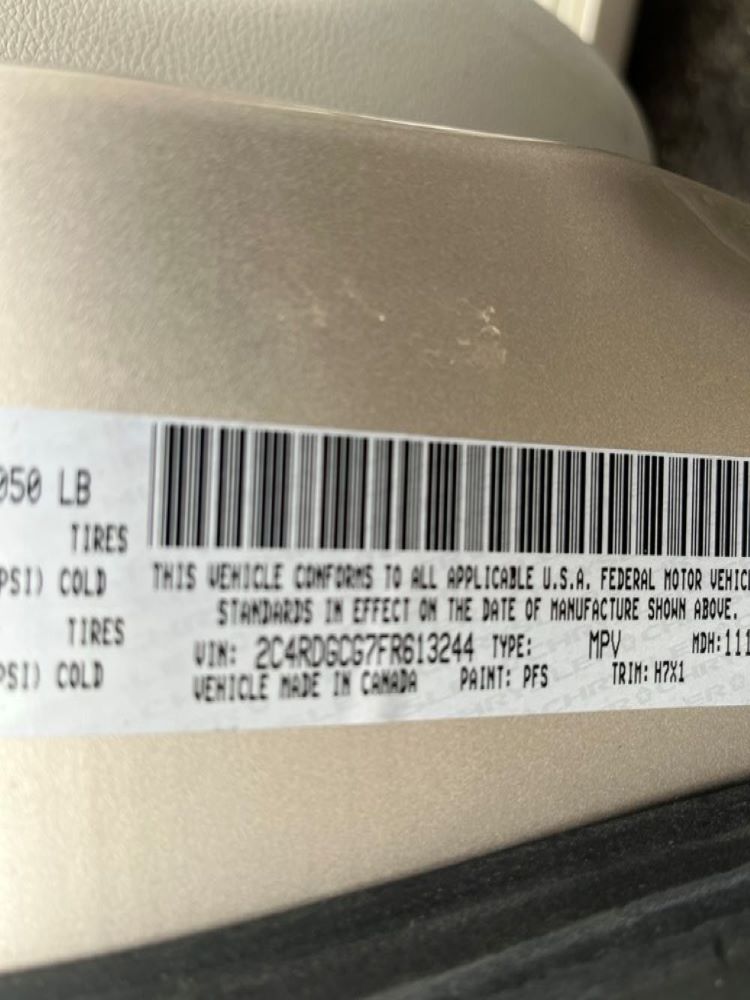 050 LB
TIRES
PSI) COLD
TIRES
PSI) COLD
THIS VEHICLE CONFORMS TO ALL APPLICABLE U.S.A. FEDERAL MOTOR VEHIC
STANDARDS IN EFFECT ON THE DATE OF MANUFACTURE SHOWN ABOVE.
VIN: 2C4RDGCG7FR613244 TYPE: MPV MDH:111
VEHICLE MADE IN CANADA PAINT: PFS TRIM: H7X1